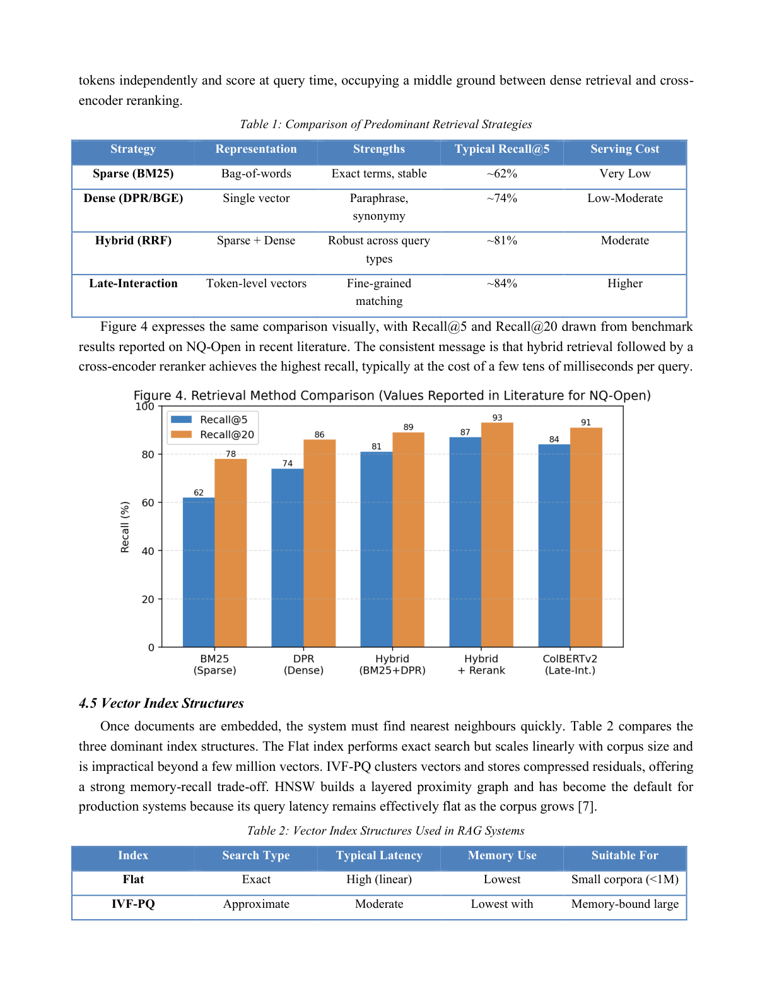 tokens independently and score at query time, occupying a middle ground between dense retrieval and cross-
encoder reranking.
Table 1: Comparison of Predominant Retrieval Strategies
Strategy Representation Strengths Typical Recall@5 Serving Cost
Sparse (BM25) Bag-of-words Exact terms, stable ~62% Very Low
Dense (DPR/BGE) Single vector Paraphrase, ~74% Low-Moderate
synonymy
Hybrid (RRF) Sparse + Dense Robust across query ~81% Moderate
types
Late-Interaction Token-level vectors Fine-grained ~84% Higher
matching
Figure 4 expresses the same comparison visually, with Recall@5 and Recall@20 drawn from benchmark
results reported on NQ-Open in recent literature. The consistent message is that hybrid retrieval followed by a
cross-encoder reranker achieves the highest recall, typically at the cost of a few tens of milliseconds per query.
Figure 4. Retrieval Method Comparison (Values Reported in Literature for NQ-Open)
Recall@5
Recall@20
Recall (%)
100
80
60
40
20
0
62 78
74 86
81 89
87 93
84 91
BM25 DPR Hybrid Hybrid ColBERTv2
(Sparse) (Dense) (BM25+DPR) + Rerank (Late-Int.)
4.5 Vector Index Structures
Once documents are embedded, the system must find nearest neighbours quickly. Table 2 compares the
three dominant index structures. The Flat index performs exact search but scales linearly with corpus size and
is impractical beyond a few million vectors. IVF-PQ clusters vectors and stores compressed residuals, offering
a strong memory-recall trade-off. HNSW builds a layered proximity graph and has become the default for
production systems because its query latency remains effectively flat as the corpus grows [7].
Table 2: Vector Index Structures Used in RAG Systems
Index Search Type Typical Latency Memory Use Suitable For
Flat Exact High (linear) Lowest Small corpora (<1M)
IVF-PQ Approximate Moderate Lowest with Memory-bound large